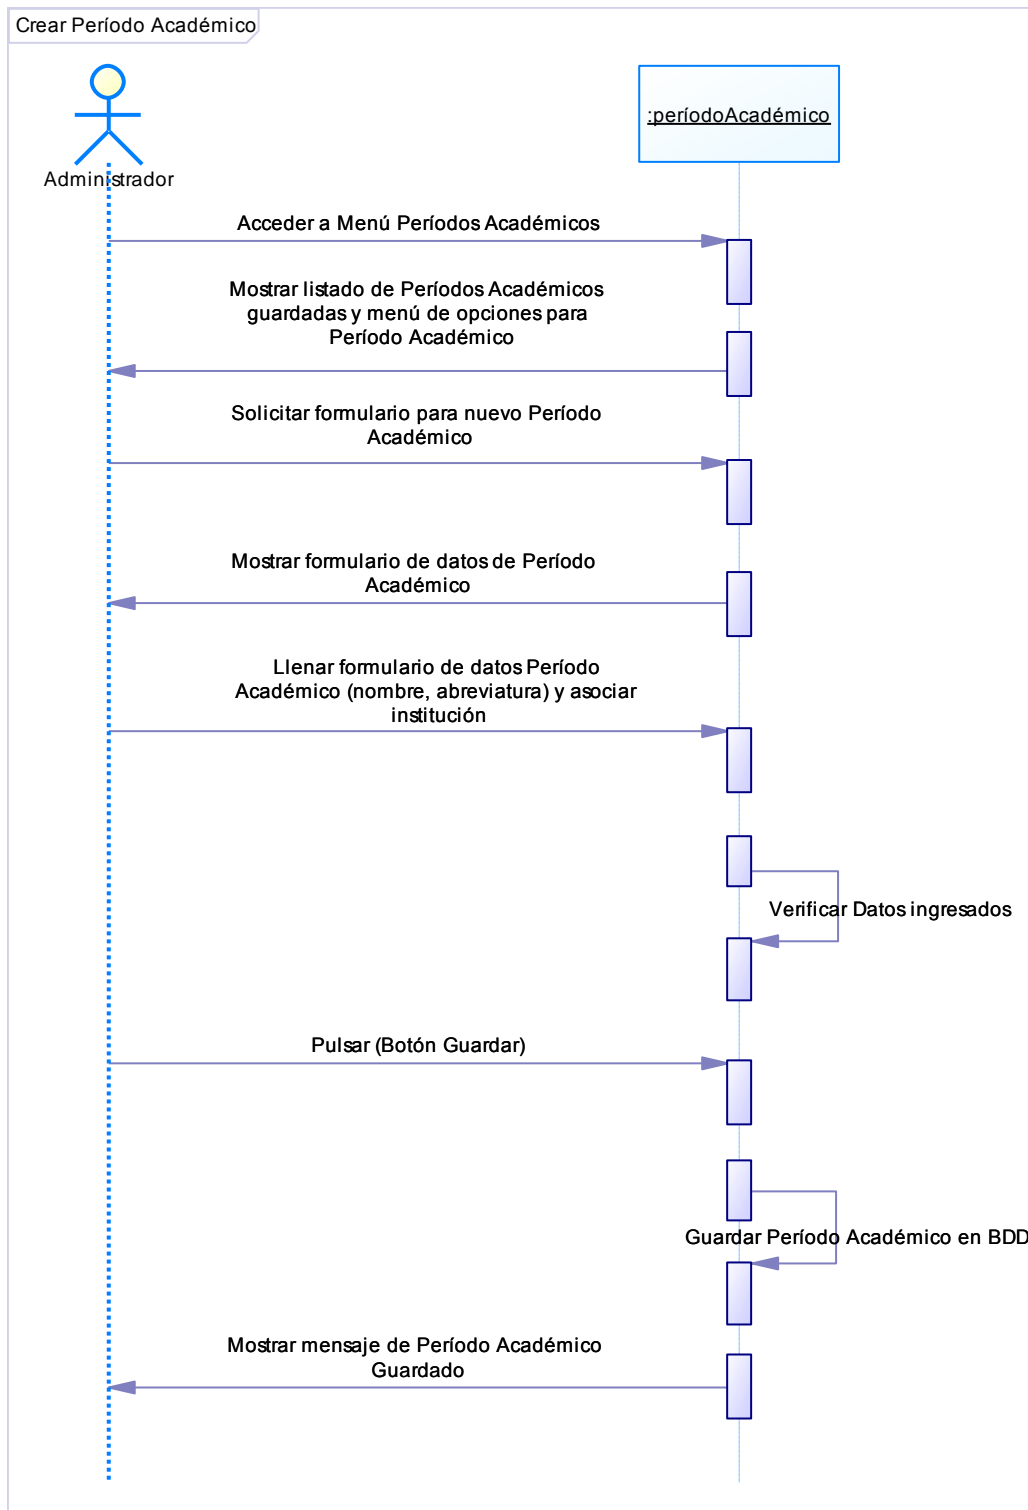 Crear Período Académico
:períodoAcadémico
Administrador
Acceder a Menú Períodos Académicos
Mostrar listado de Períodos Académicos
guardadas y menú de opciones para
Período Académico
Solicitar formulario para nuevo Período
Académico
Mostrar formulario de datos de Período
Académico
Llenar formulario de datos Período
Académico (nombre, abreviatura) y asociar
institución
Verificar Datos ingresados
Pulsar (Botón Guardar)
Guardar Período Académico en BDD
Mostrar mensaje de Período Académico
Guardado